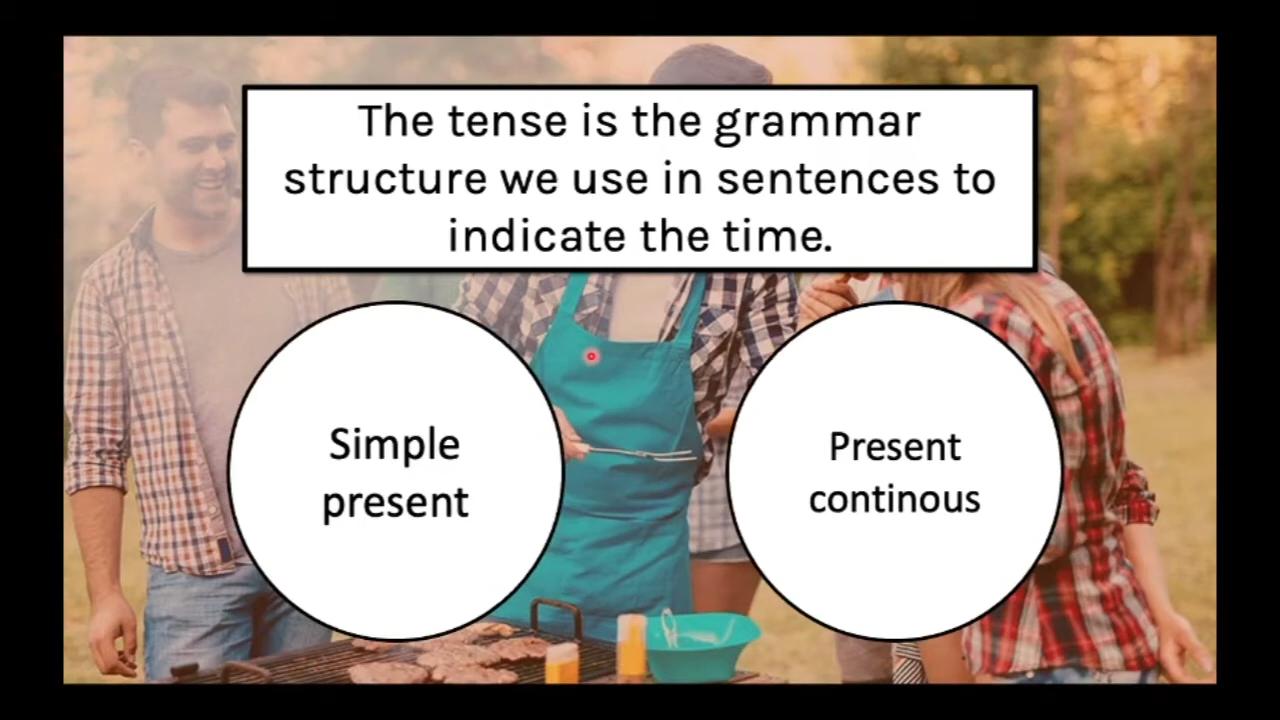 The tense is the grammar
structure we use in sentences to
indicate the time.
Simple
present
Present
continous